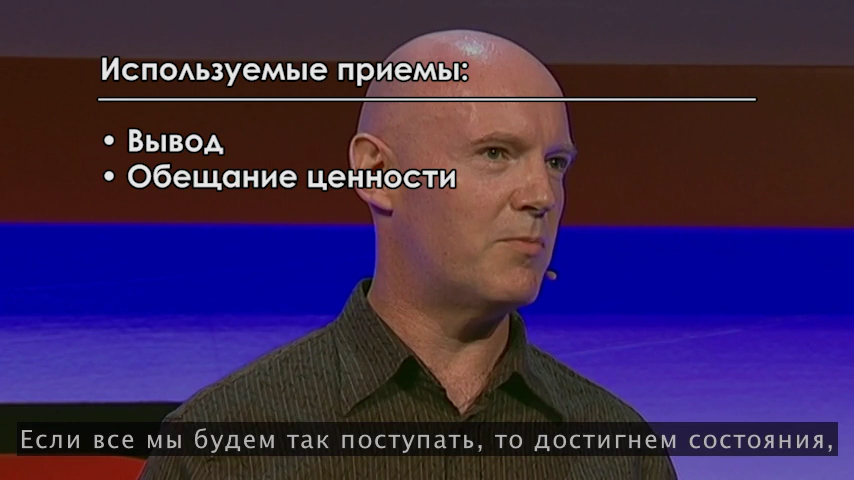 Используемые приемы:
• Вывод
• Обещание ценности
Если все мы будем так поступать, то достигнем состояния,